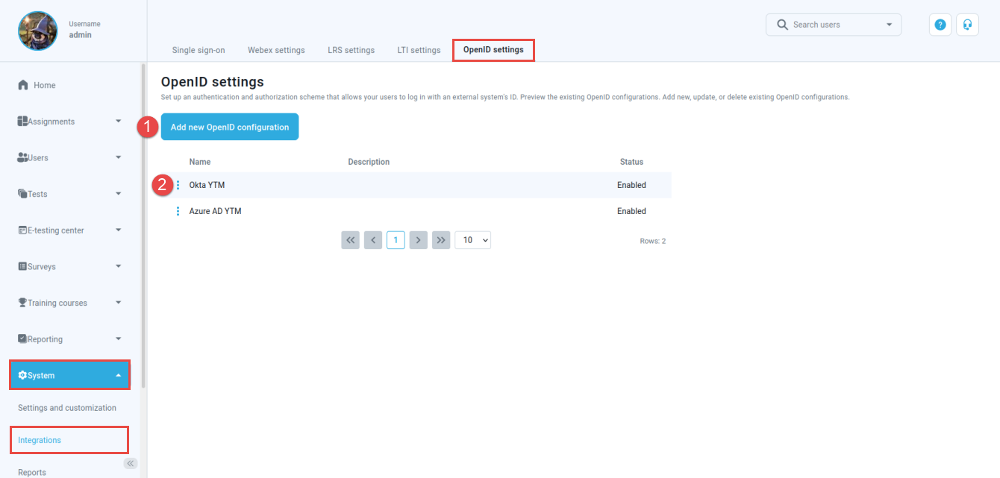 Username
admin
Search users
?
Single sign-on
Webex settings
LRS settings
LTI settings
OpenID settings
Home
Assignments
Users
Tests
E-testing center
Surveys
Training courses
Reporting
System
Settings and customization
Integrations
Reports
OpenID settings
Set up an authentication and authorization scheme that allows your users to log in with an external system's ID. Preview the existing OpenID configurations. Add new, update, or delete existing OpenID configurations.
1
Add new OpenID configuration
Name Description Status
2
Okta YTM Enabled
Azure AD YTM Enabled
1
10
Rows: 2